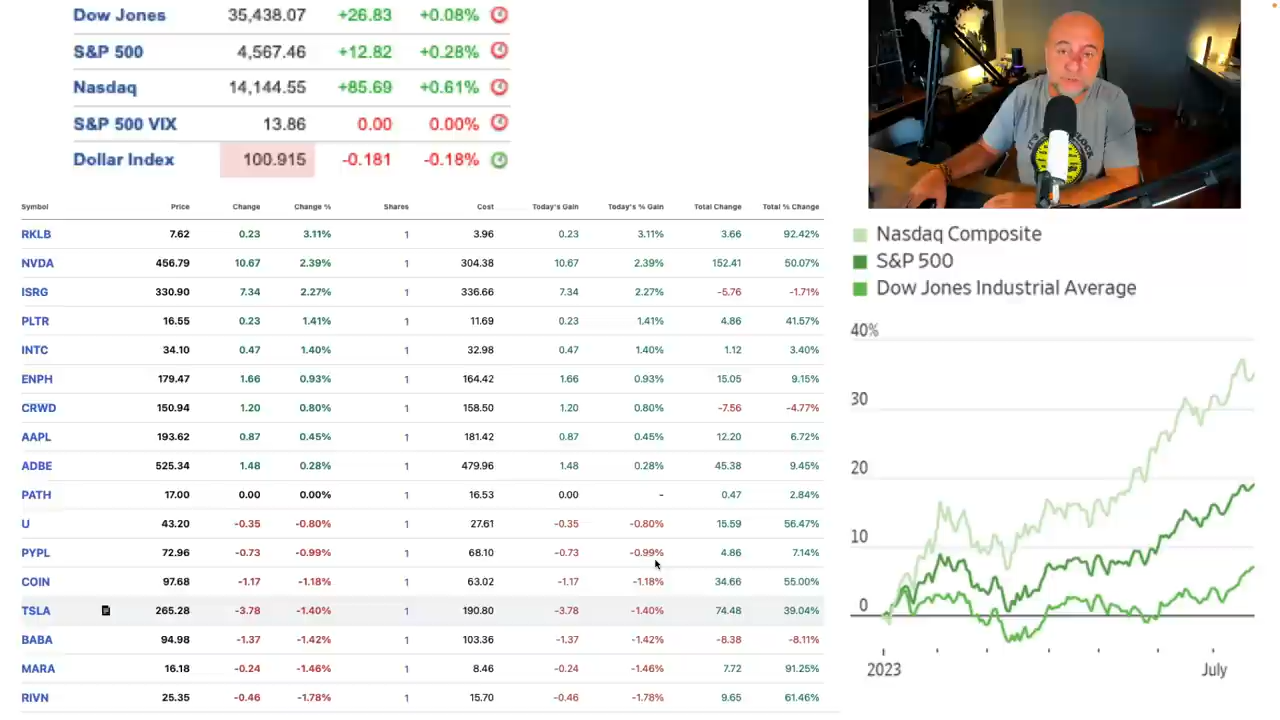 Dow Jones 35,438.07 +26.83 +0.08%
S&P 500 4,567.46 +12.82 +0.28%
Nasdaq 14,144.55 +85.69 +0.61%
S&P 500 VIX 13.86 0.00 0.00%
Dollar Index 100.915 -0.181 -0.18%
Symbol Price Change Change % Shares Cost Today's Gain Today's % Gain Total Change Total % Change
RKLB 7.62 0.23 3.11% 1 3.96 0.23 3.11% 3.66 92.42%
NVDA 456.79 10.67 2.39% 1 304.38 10.67 2.39% 152.41 50.07%
ISRG 330.90 7.34 2.27% 1 336.66 7.34 2.27% -5.76 -1.71%
PLTR 16.55 0.23 1.41% 1 11.69 0.23 1.41% 4.86 41.57%
INTC 34.10 0.47 1.40% 1 32.98 0.47 1.40% 1.12 3.40%
ENPH 179.47 1.66 0.93% 1 164.42 1.66 0.93% 15.05 9.15%
CRWD 150.94 1.20 0.80% 1 158.50 1.20 0.80% -7.56 -4.77%
AAPL 193.62 0.87 0.45% 1 181.42 0.87 0.45% 12.20 6.72%
ADBE 525.34 1.48 0.28% 1 479.96 1.48 0.28% 45.38 9.45%
PATH 17.00 0.00 0.00% 1 16.53 0.00 - 0.47 2.84%
U 43.20 -0.35 -0.80% 1 27.61 -0.35 -0.80% 15.59 56.47%
PYPL 72.96 -0.73 -0.99% 1 68.10 -0.73 -0.99% 4.86 7.14%
COIN 97.68 -1.17 -1.18% 1 63.02 -1.17 -1.18% 34.66 55.00%
TSLA 265.28 -3.78 -1.40% 1 190.80 -3.78 -1.40% 74.48 39.04%
BABA 94.98 -1.37 -1.42% 1 103.36 -1.37 -1.42% -8.38 -8.11%
MARA 16.18 -0.24 -1.46% 1 8.46 -0.24 -1.46% 7.72 91.25%
RIVN 25.35 -0.46 -1.78% 1 15.70 -0.46 -1.78% 9.65 61.46%
Nasdaq Composite
S&P 500
Dow Jones Industrial Average
40%
30
20
10
0
2023 July